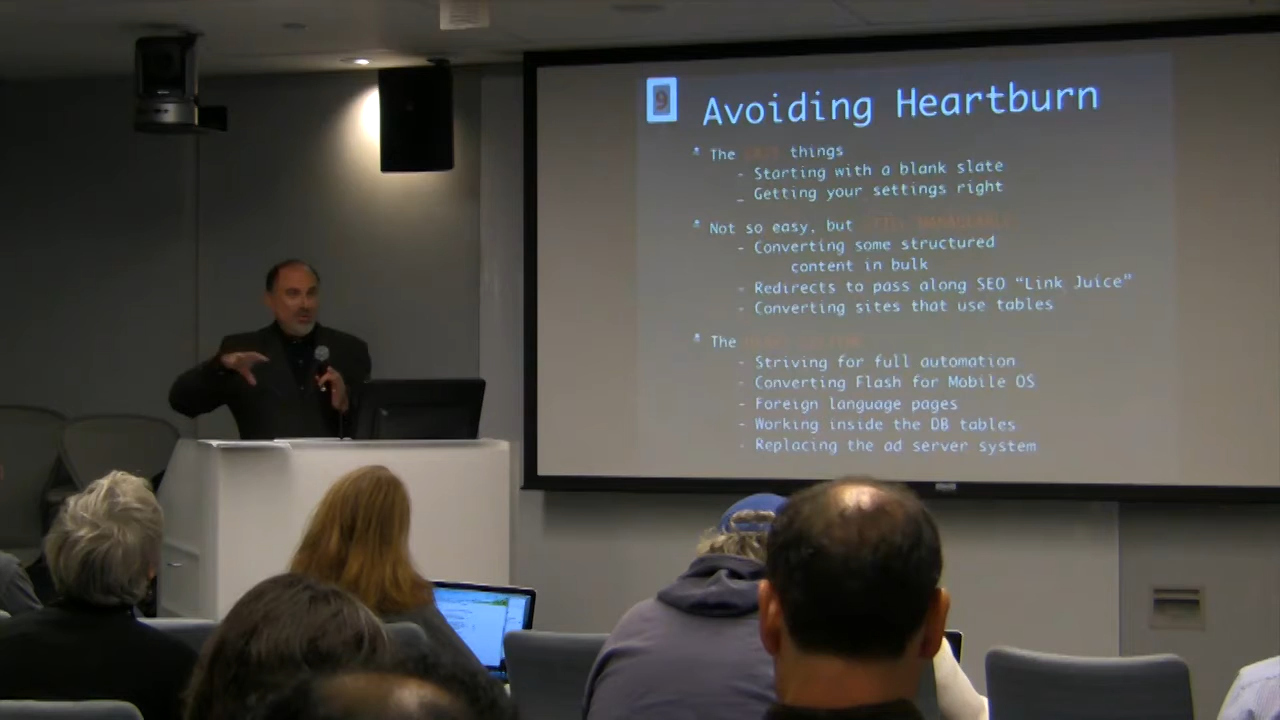 9
Avoiding Heartburn
* The things
- Starting with a blank slate
- Getting your settings right
-
* Not so easy, but
- Converting some structured
content in bulk
- Redirects to pass along SEO “Link Juice”
- Converting sites that use tables
* The
- Striving for full automation
- Converting Flash for Mobile OS
- Foreign language pages
- Working inside the DB tables
- Replacing the ad server system